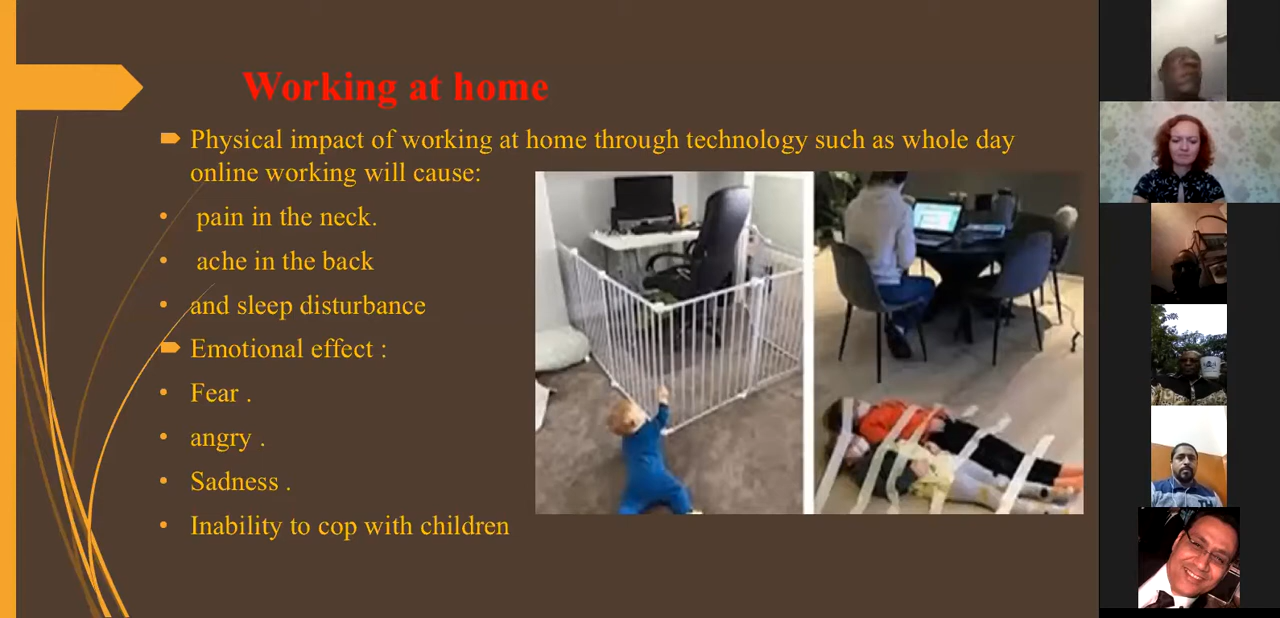 Working at home
Physical impact of working at home through technology such as whole day
online working will cause:
pain in the neck.
ache in the back
and sleep disturbance
Emotional effect :
Fear .
angry .
Sadness .
Inability to cop with children